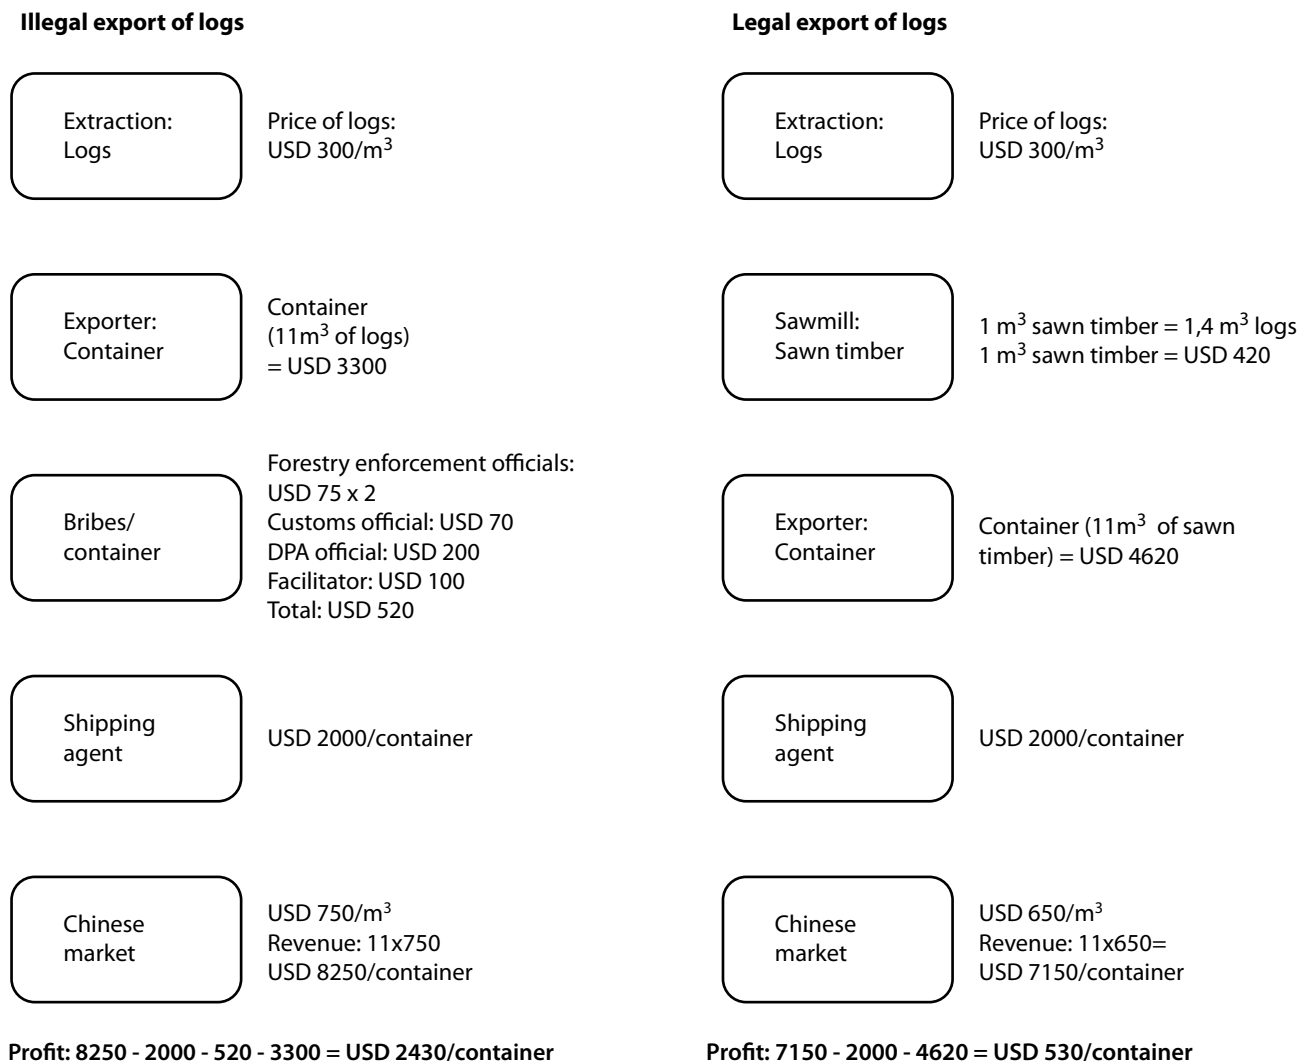 Illegal export of logs
Extraction:
Logs
Price of logs:
USD 300/m³
Exporter:
Container
Container
(11m³ of logs)
= USD 3300
Bribes/
container
Forestry enforcement officials:
USD 75 x 2
Customs official: USD 70
DPA official: USD 200
Facilitator: USD 100
Total: USD 520
Shipping
agent
USD 2000/container
Chinese
market
USD 750/m³
Revenue: 11x750
USD 8250/container
Profit: 8250 - 2000 - 520 - 3300 = USD 2430/container
Legal export of logs
Extraction:
Logs
Price of logs:
USD 300/m³
Sawmill:
Sawn timber
1 m³ sawn timber = 1,4 m³ logs
1 m³ sawn timber = USD 420
Exporter:
Container
Container (11m³ of sawn
timber) = USD 4620
Shipping
agent
USD 2000/container
Chinese
market
USD 650/m³
Revenue: 11x650=
USD 7150/container
Profit: 7150 - 2000 - 4620 = USD 530/container